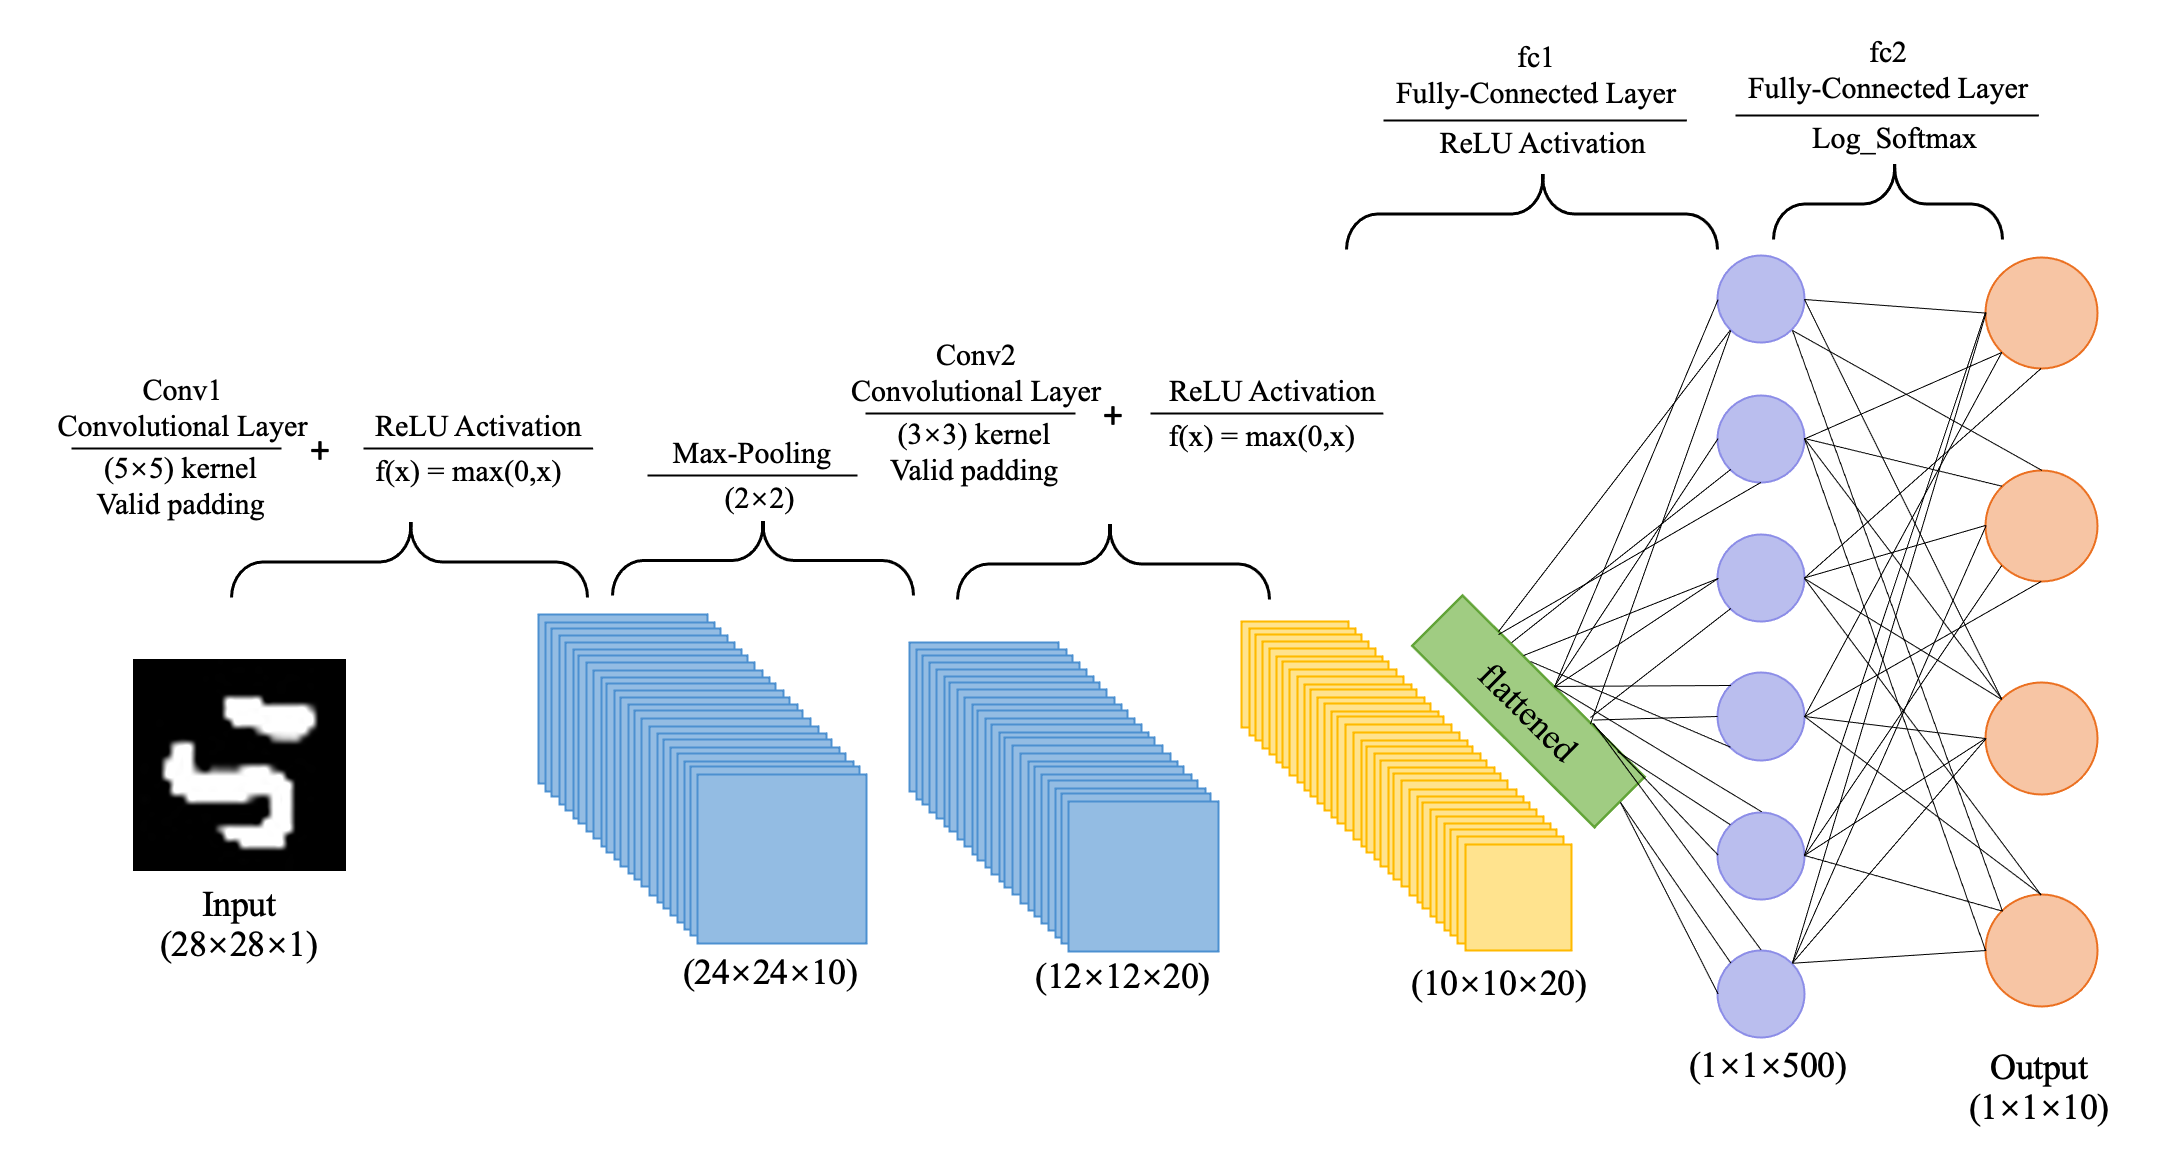 fc1
Fully-Connected Layer
ReLU Activation
fc2
Fully-Connected Layer
Log_Softmax
Conv1
Convolutional Layer
(5×5) kernel
Valid padding
+
ReLU Activation
f(x) = max(0,x)
Max-Pooling
(2×2)
Conv2
Convolutional Layer
(3×3) kernel
Valid padding
+
ReLU Activation
f(x) = max(0,x)
flattened
Input
(28×28×1)
(24×24×10)
(12×12×20)
(10×10×20)
(1×1×500)
Output
(1×1×10)